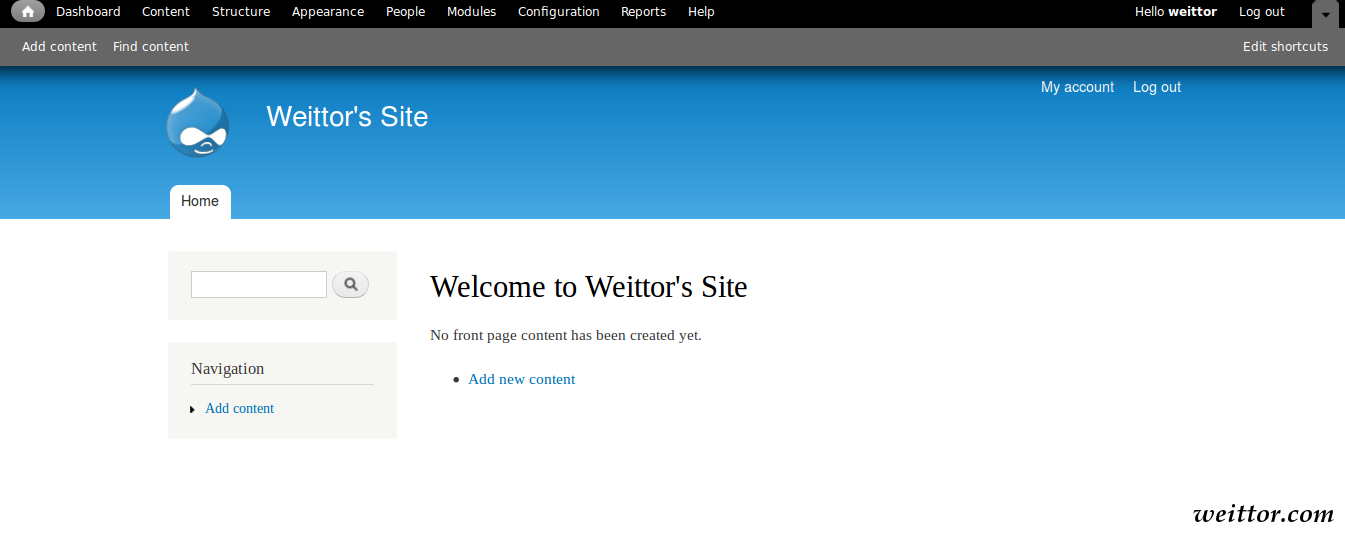 Dashboard Content Structure Appearance People Modules Configuration Reports Help Hello weittor Log out
Add content Find content Edit shortcuts
My account Log out
Weittor's Site
Home
Welcome to Weittor's Site
No front page content has been created yet.
Add new content
Navigation
Add content
weittor.com